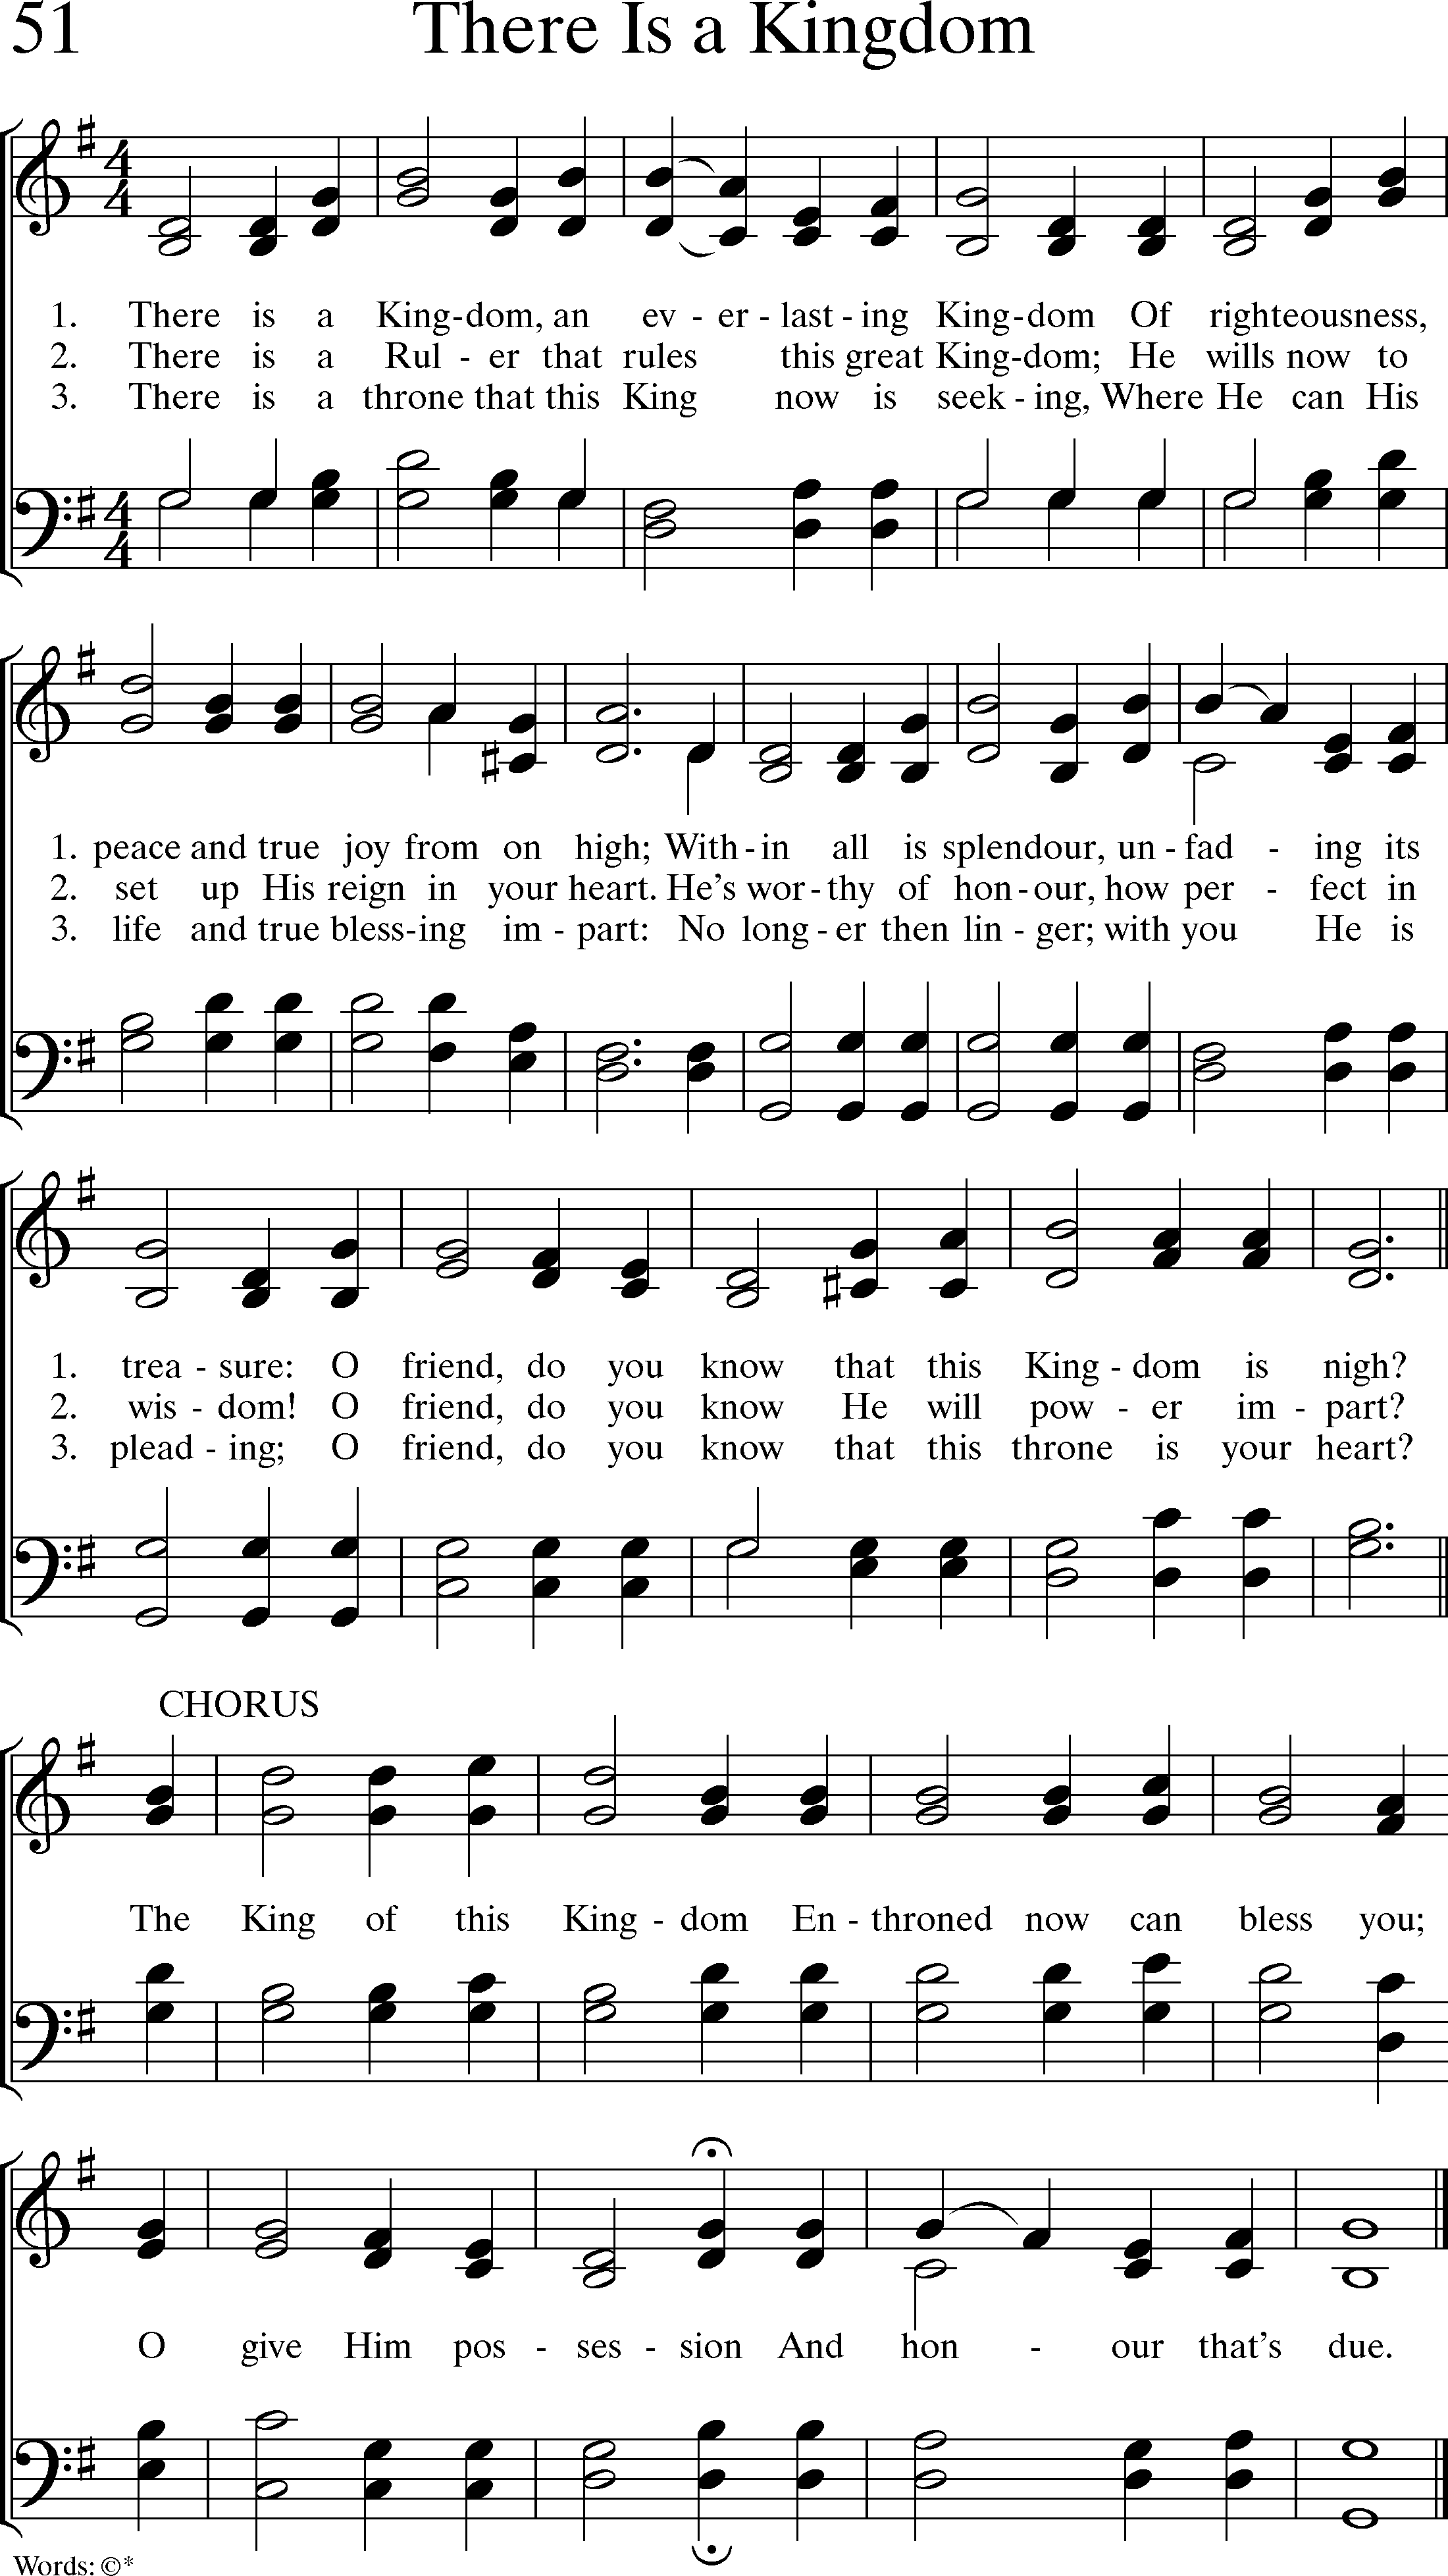 51 There Is a Kingdom
1. There is a King-dom, an ev - er - last - ing King-dom Of righteousness,
2. There is a Rul - er that rules this great King-dom; He wills now to
3. There is a throne that this King now is seek - ing, Where He can His
1. peace and true joy from on high; With - in all is splendour, un - fad - ing its
2. set up His reign in your heart. He's wor - thy of hon - our, how per - fect in
3. life and true bless-ing im - part: No long - er then lin - ger; with you He is
1. trea - sure: O friend, do you know that this King - dom is nigh?
2. wis - dom! O friend, do you know He will pow - er im - part?
3. plead - ing; O friend, do you know that this throne is your heart?
CHORUS
The King of this King - dom En - throned now can bless you;
O give Him pos - ses - sion And hon - our that's due.
Words: ©*